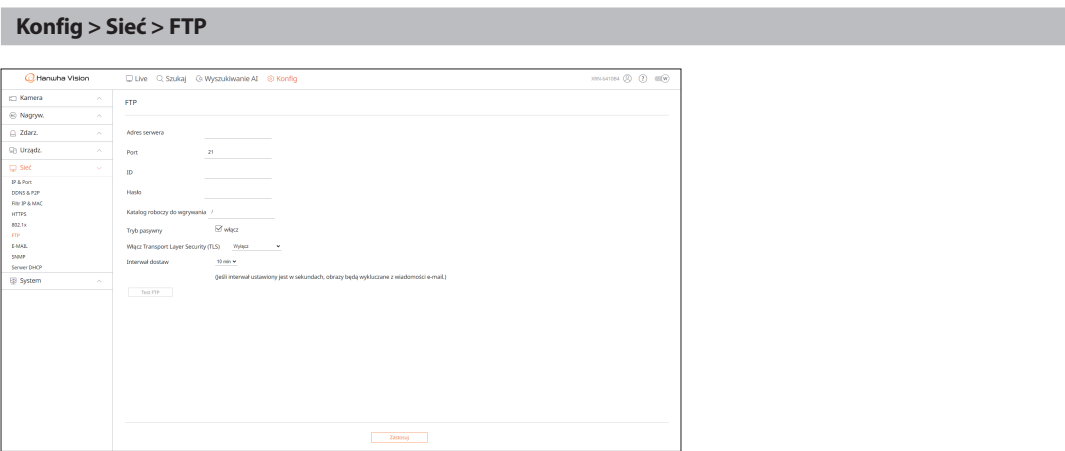 Konfig > Sieć > FTP
Hanwha Vision
Live Szukaj Wyszukiwanie AI Konfig
Kamera
Nagryw.
Zdarz.
Urządz.
Sieć
IP & Port
DDNS & P2P
Filtr IP & MAC
HTTPS
802.1x
FTP
E-MAIL
SNMP
Serwer DHCP
System
FTP
Adres serwera
Port 21
ID
Hasło
Katalog roboczy do wgrywania /
Tryb pasywny włącz
Włącz Transport Layer Security (TLS) Wyłącz
Interwał dostaw 10 min
(Jeśli interwał ustawiony jest w sekundach, obrazy będą wykluczane z wiadomości e-mail.)
Test FTP
Zastosuj